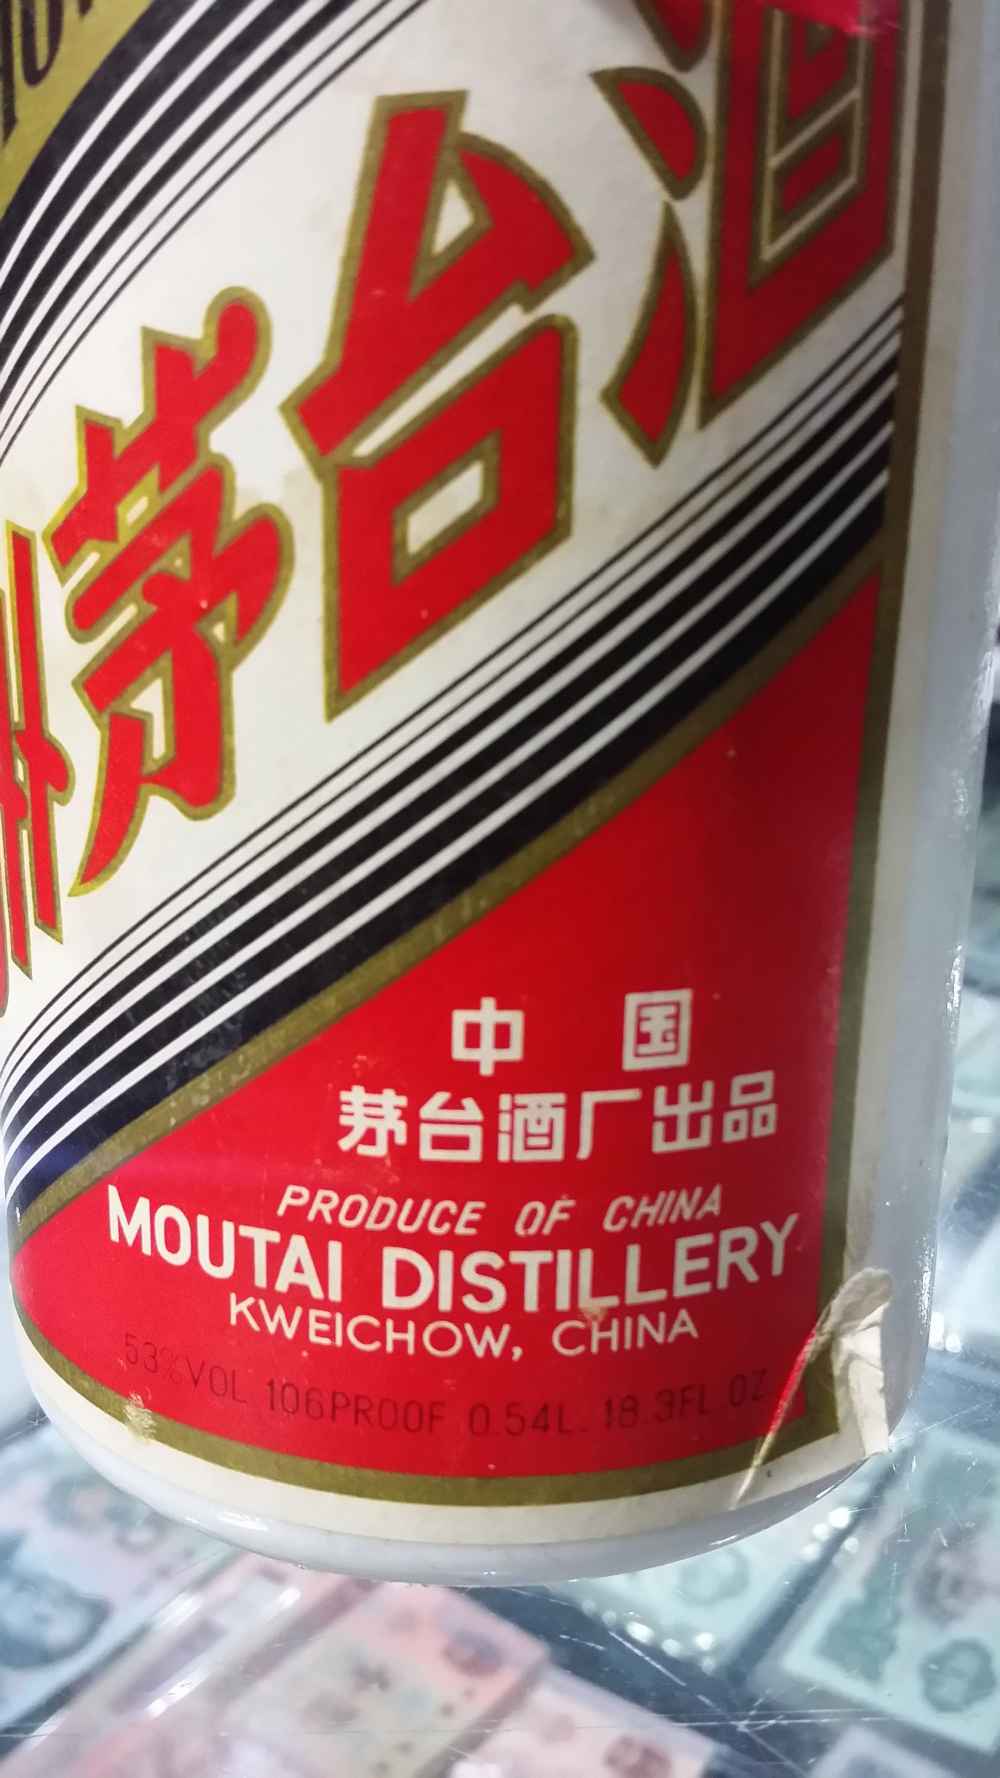 茅台酒
中国
茅台酒厂出品
PRODUCE OF CHINA
MOUTAI DISTILLERY
KWEICHOW, CHINA
53%VOL 106PROOF 0.54L. 18.3FL OZ